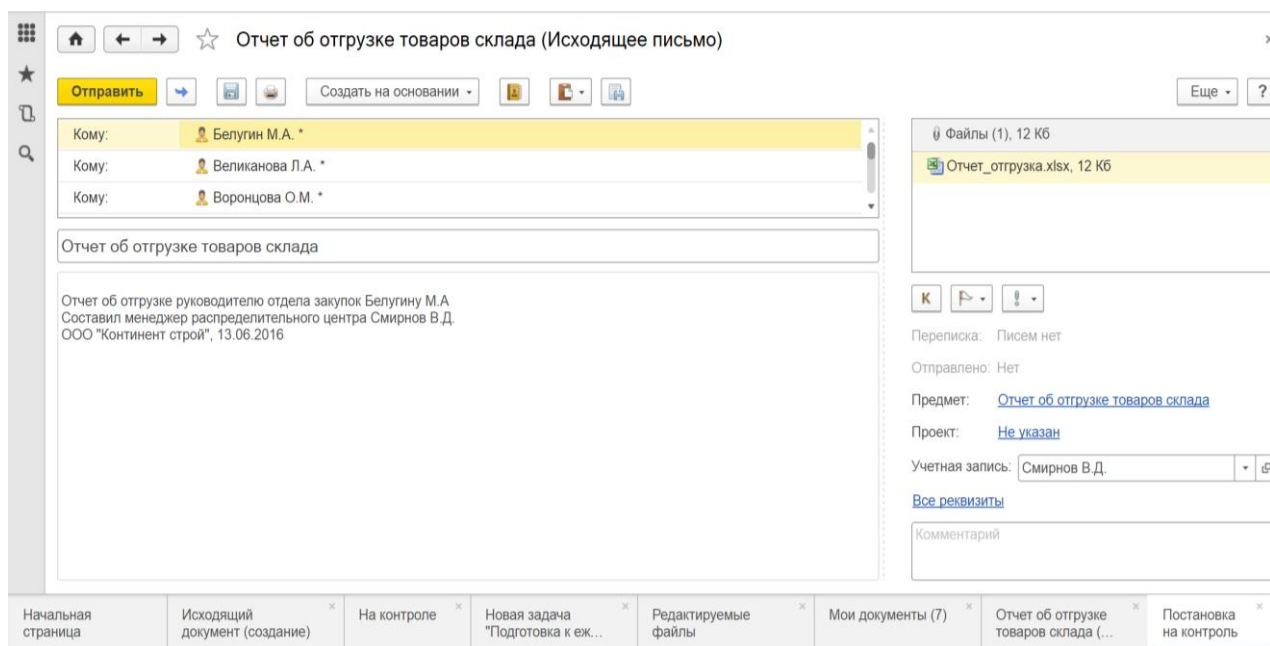 Отчет об отгрузке товаров склада (Исходящее письмо)
Отправить
Создать на основании
Еще
?
Кому: Белугин М.А. *
Кому: Великанова Л.А. *
Кому: Воронцова О.М. *
Файлы (1), 12 Кб
Отчет_отгрузка.xlsx, 12 Кб
Отчет об отгрузке товаров склада
Отчет об отгрузке руководителю отдела закупок Белугину М.А
Составил менеджер распределительного центра Смирнов В.Д.
ООО "Континент строй", 13.06.2016
К
Переписка: Писем нет
Отправлено: Нет
Предмет: Отчет об отгрузке товаров склада
Проект: Не указан
Учетная запись: Смирнов В.Д.
Все реквизиты
Комментарий
Начальная
страница
Исходящий
документ (создание)
На контроле
Новая задача
"Подготовка к еж...
Редактируемые
файлы
Мои документы (7)
Отчет об отгрузке
товаров склада (...
Постановка
на контроль